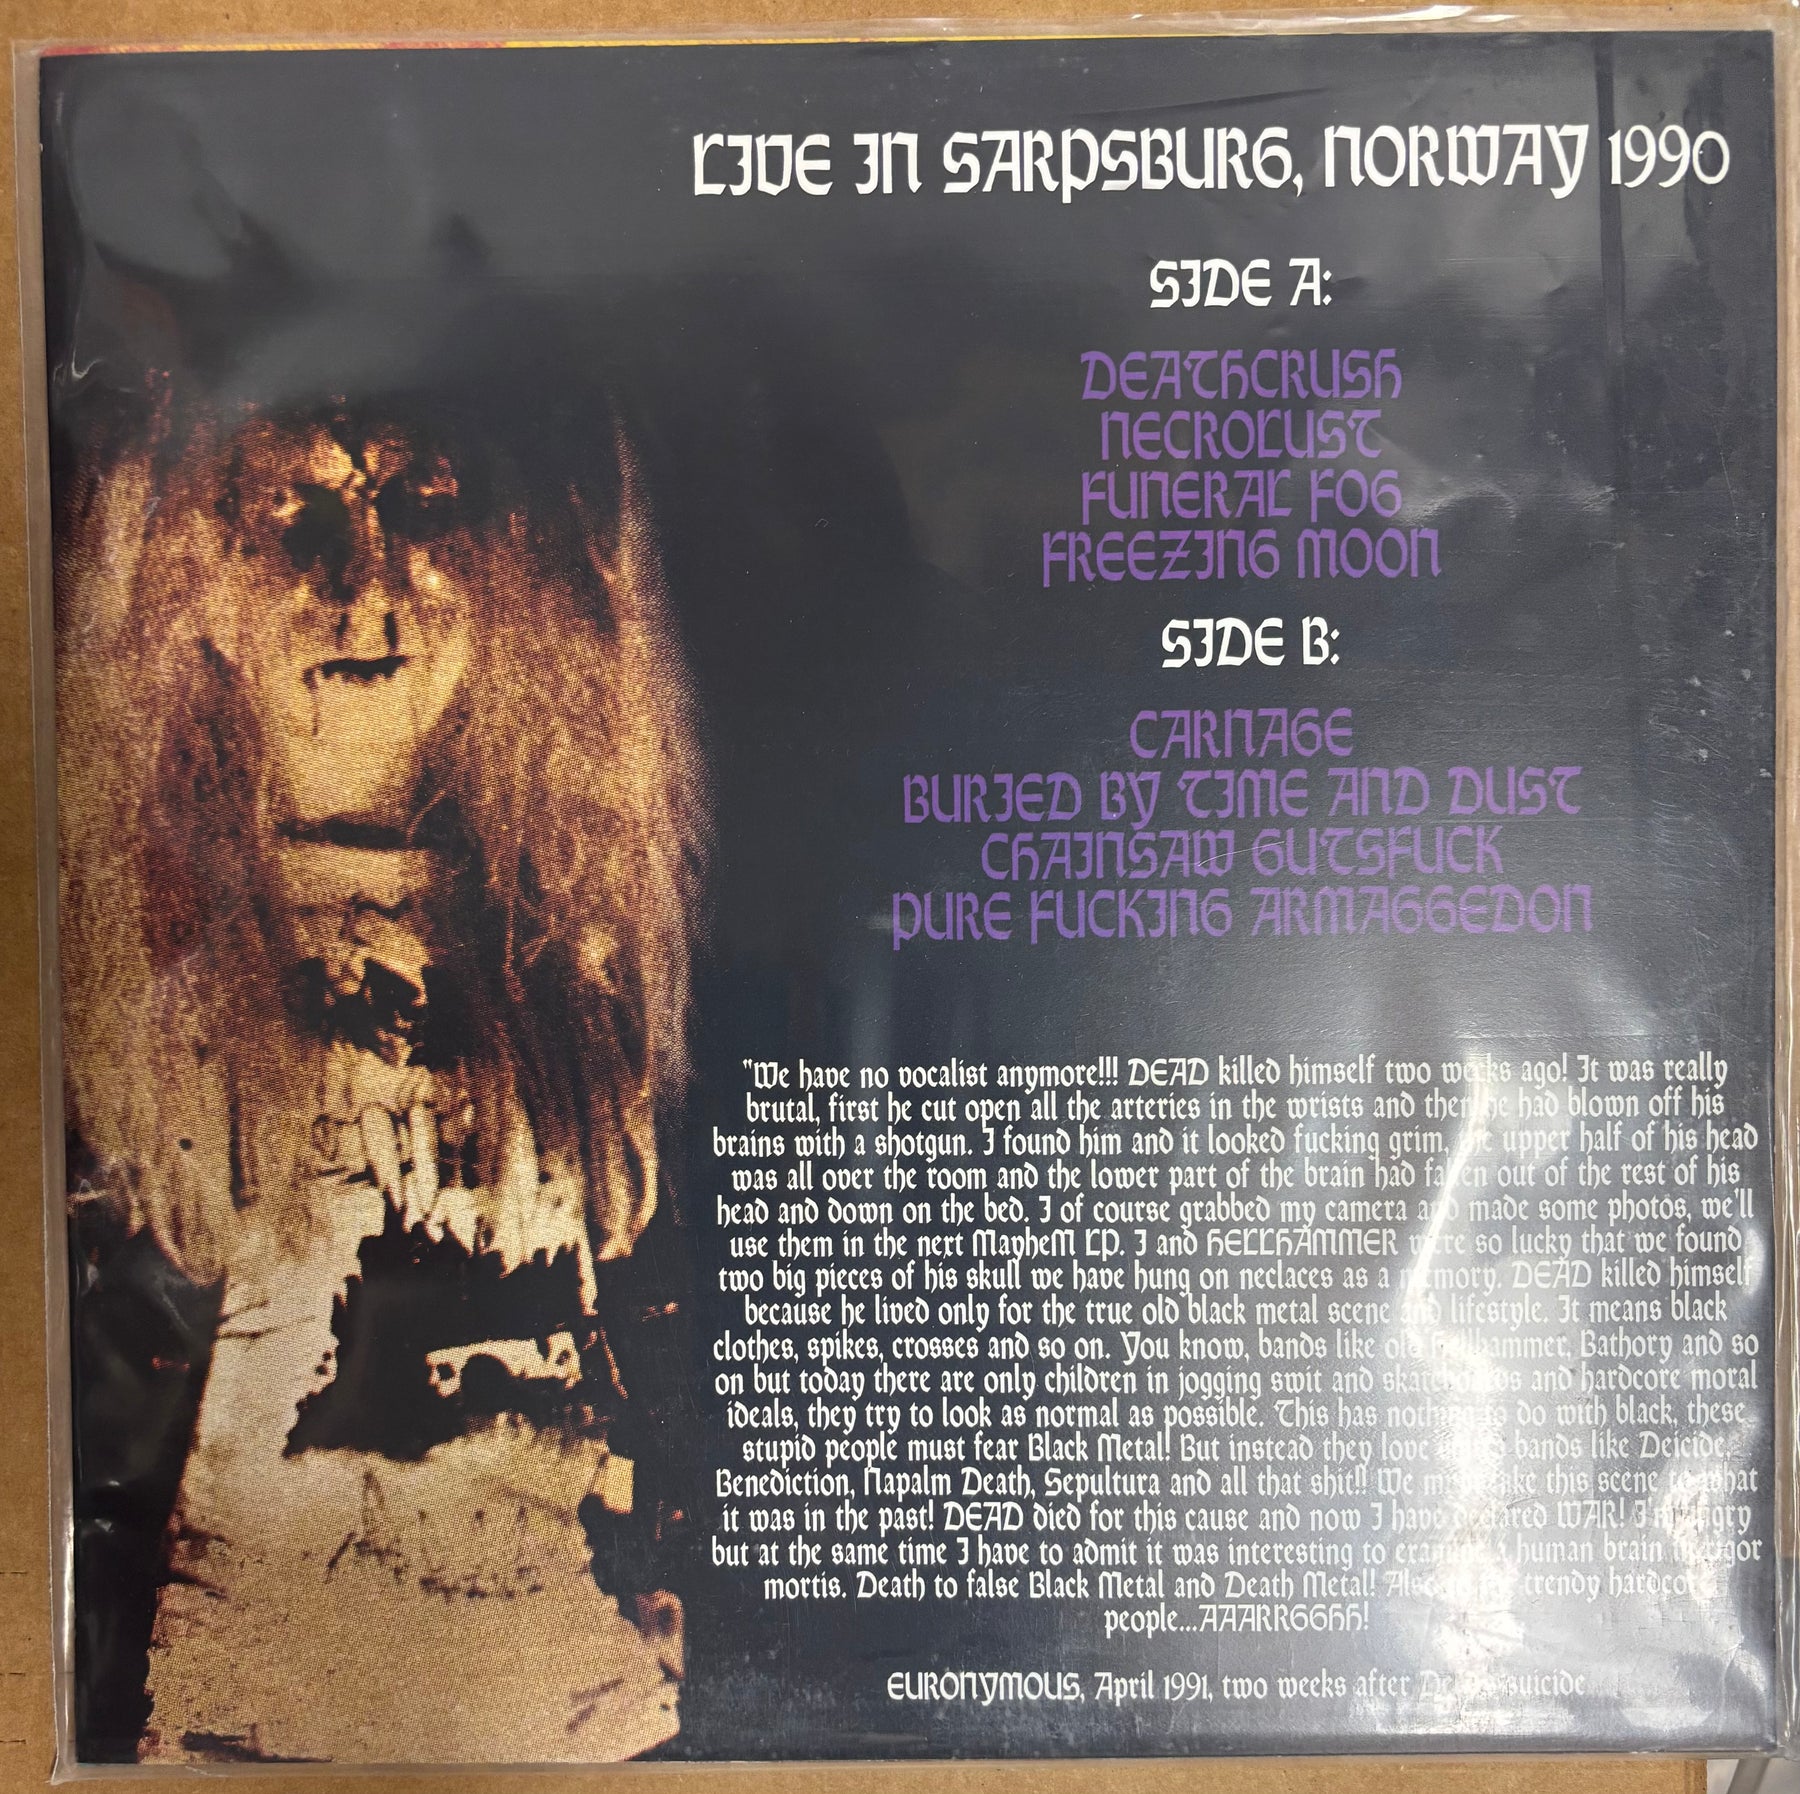 LIVE IN SARPSBURG, NORWAY 1990
SIDE A:
DEATHCRUSH
NECROLUST
FUNERAL FOG
FREEZING MOON
SIDE B:
CARNAGE
BURIED BY TIME AND DUST
CHAINSAW GUTSFUCK
PURE FUCKING ARMAGGEDON
"We have no vocalist anymore!!! DEAD killed himself two weeks ago! It was really
brutal, first he cut open all the arteries in the wrists and then he had blown off his
brains with a shotgun. I found him and it looked fucking grim, the upper half of his head
was all over the room and the lower part of the brain had fallen out of the rest of his
head and down on the bed. I of course grabbed my camera and made some photos, we'll
use them in the next MayheM LP. I and HELLHAMMER were so lucky that we found
two big pieces of his skull we have hung on neclaces as a memory. DEAD killed himself
because he lived only for the true old black metal scene and lifestyle. It means black
clothes, spikes, crosses and so on. You know, bands like old Hellhammer, Bathory and so
on but today there are only children in jogging swit and skateboards and hardcore moral
ideals, they try to look as normal as possible. This has nothing to do with black, these
stupid people must fear Black Metal! But instead they love bands like Deicide,
Benediction, Napalm Death, Sepultura and all that shit!! We must take this scene to what
it was in the past! DEAD died for this cause and now I have declared WAR! I'm angry
but at the same time I have to admit it was interesting to examine a human brain in rigor
mortis. Death to false Black Metal and Death Metal! Also trendy hardcore
people...AAARRGGHH!
EURONYMOUS, April 1991, two weeks after Dead's suicide